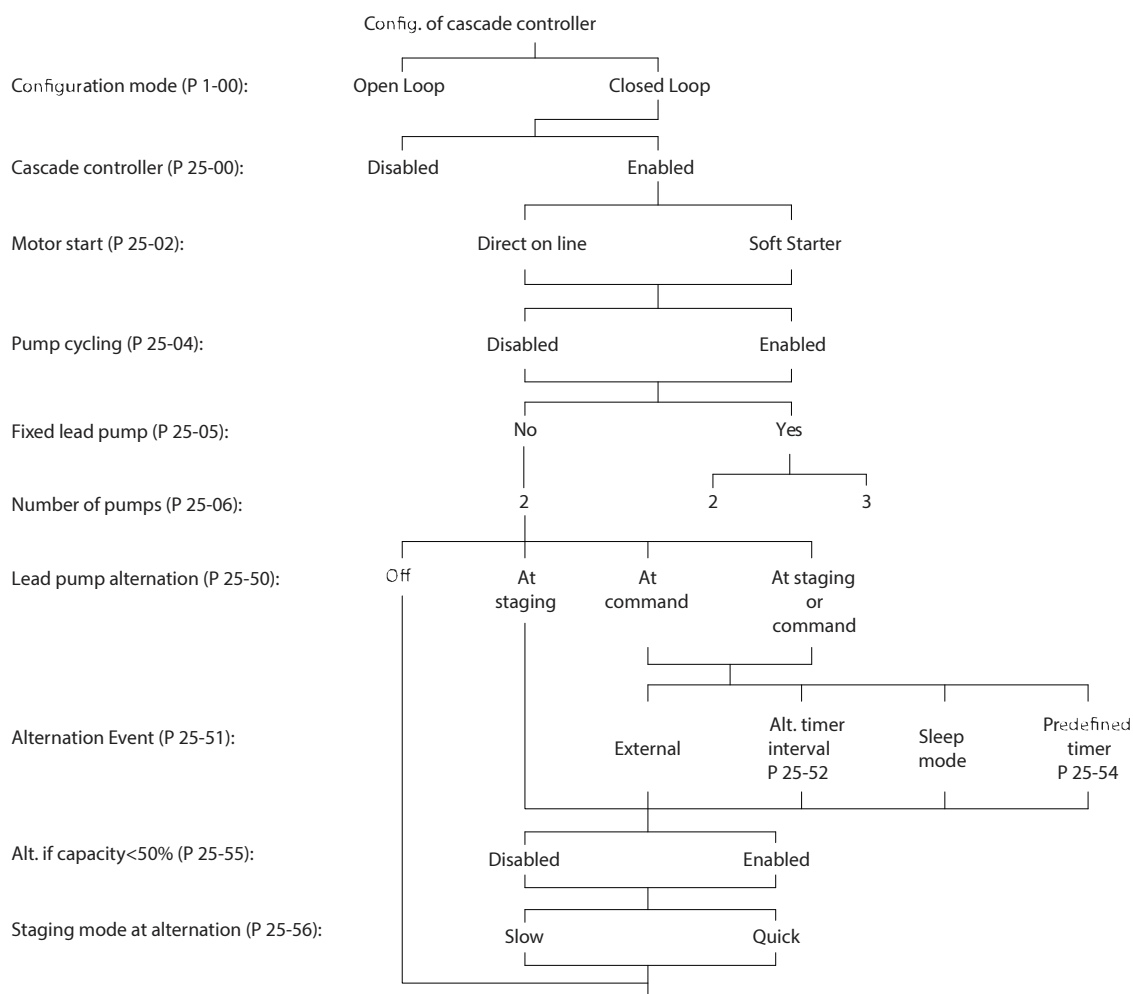 Config. of cascade controller
Configuration mode (P 1-00): Open Loop Closed Loop
Cascade controller (P 25-00): Disabled Enabled
Motor start (P 25-02): Direct on line Soft Starter
Pump cycling (P 25-04): Disabled Enabled
Fixed lead pump (P 25-05): No Yes
Number of pumps (P 25-06): 2 2 3
Lead pump alternation (P 25-50): Off
At
staging
At
command
At staging
or
command
Alternation Event (P 25-51):
External
Alt. timer
interval
P 25-52
Sleep
mode
Predefined
timer
P 25-54
Alt. if capacity<50% (P 25-55): Disabled Enabled
Staging mode at alternation (P 25-56): Slow Quick